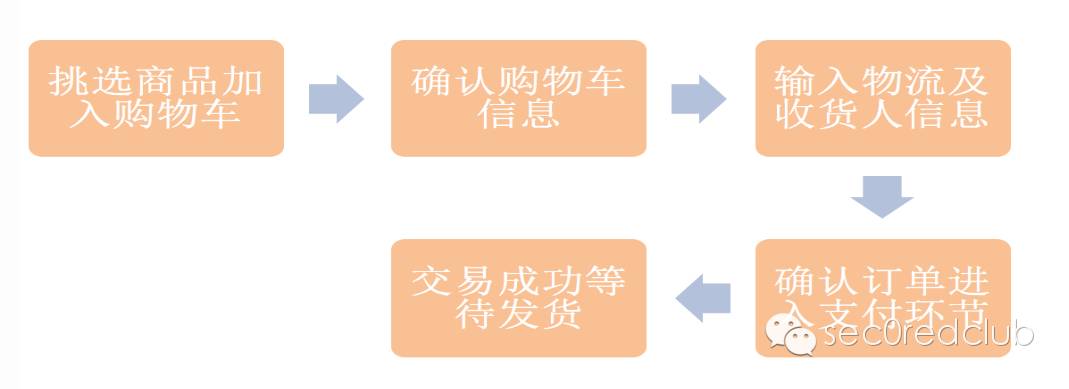 挑选商品加
入购物车
确认购物车
信息
输入物流及
收货人信息
确认订单进
入支付环节
sec0redclub
交易成功等
待发货